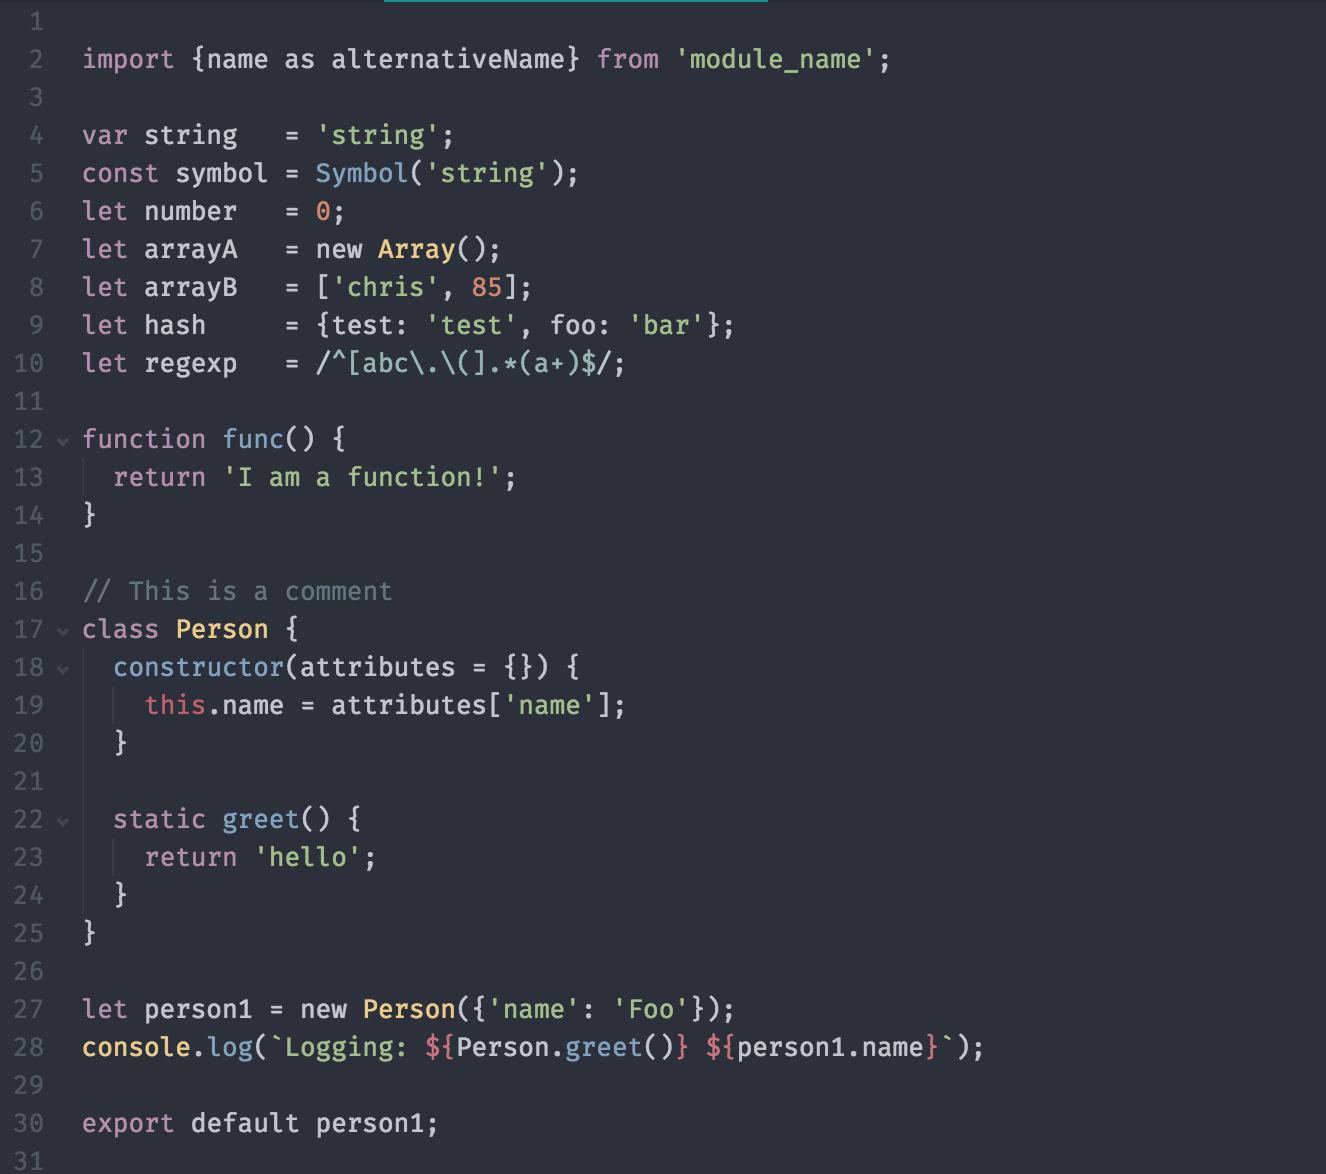 1
2 import {name as alternativeName} from 'module_name';
3
4 var string   = 'string';
5 const symbol = Symbol('string');
6 let number   = 0;
7 let arrayA   = new Array();
8 let arrayB   = ['chris', 85];
9 let hash     = {test: 'test', foo: 'bar'};
10 let regexp   = /^[abc\.\(].*(a+)$/;
11
12 function func() {
13   return 'I am a function!';
14 }
15
16 // This is a comment
17 class Person {
18   constructor(attributes = {}) {
19     this.name = attributes['name'];
20   }
21
22   static greet() {
23     return 'hello';
24   }
25 }
26
27 let person1 = new Person({'name': 'Foo'});
28 console.log(`Logging: ${Person.greet()} ${person1.name}`);
29
30 export default person1;
31